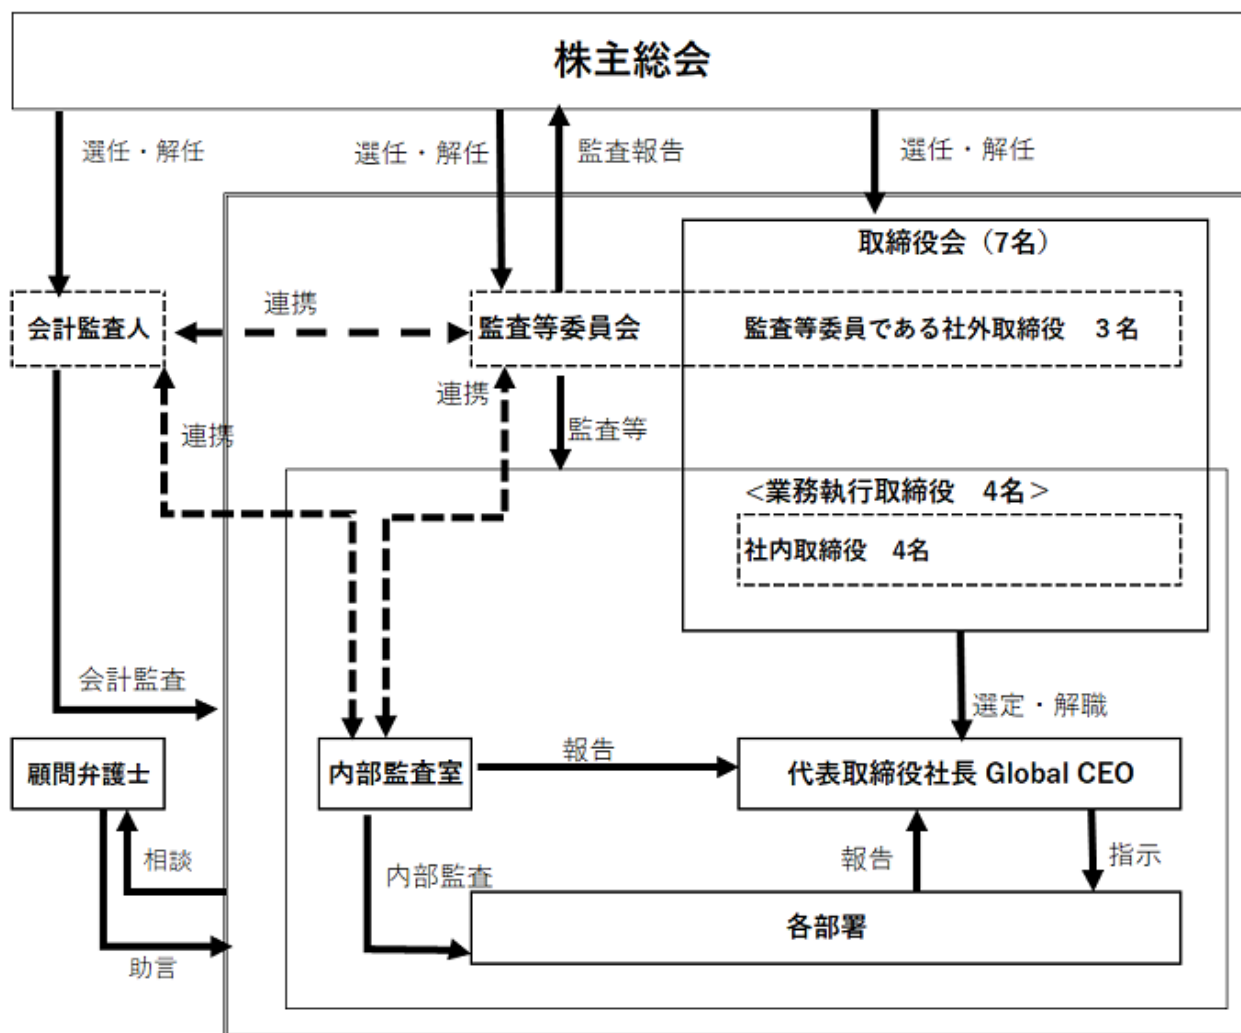 株主総会
選任・解任
選任・解任
監査報告
選任・解任
取締役会（7名）
会計監査人
連携
監査等委員会
監査等委員である社外取締役　３名
連携
連携
監査等
＜業務執行取締役　4名＞
社内取締役　4名
会計監査
選定・解職
顧問弁護士
内部監査室
報告
代表取締役社長 Global CEO
相談
内部監査
報告
指示
各部署
助言